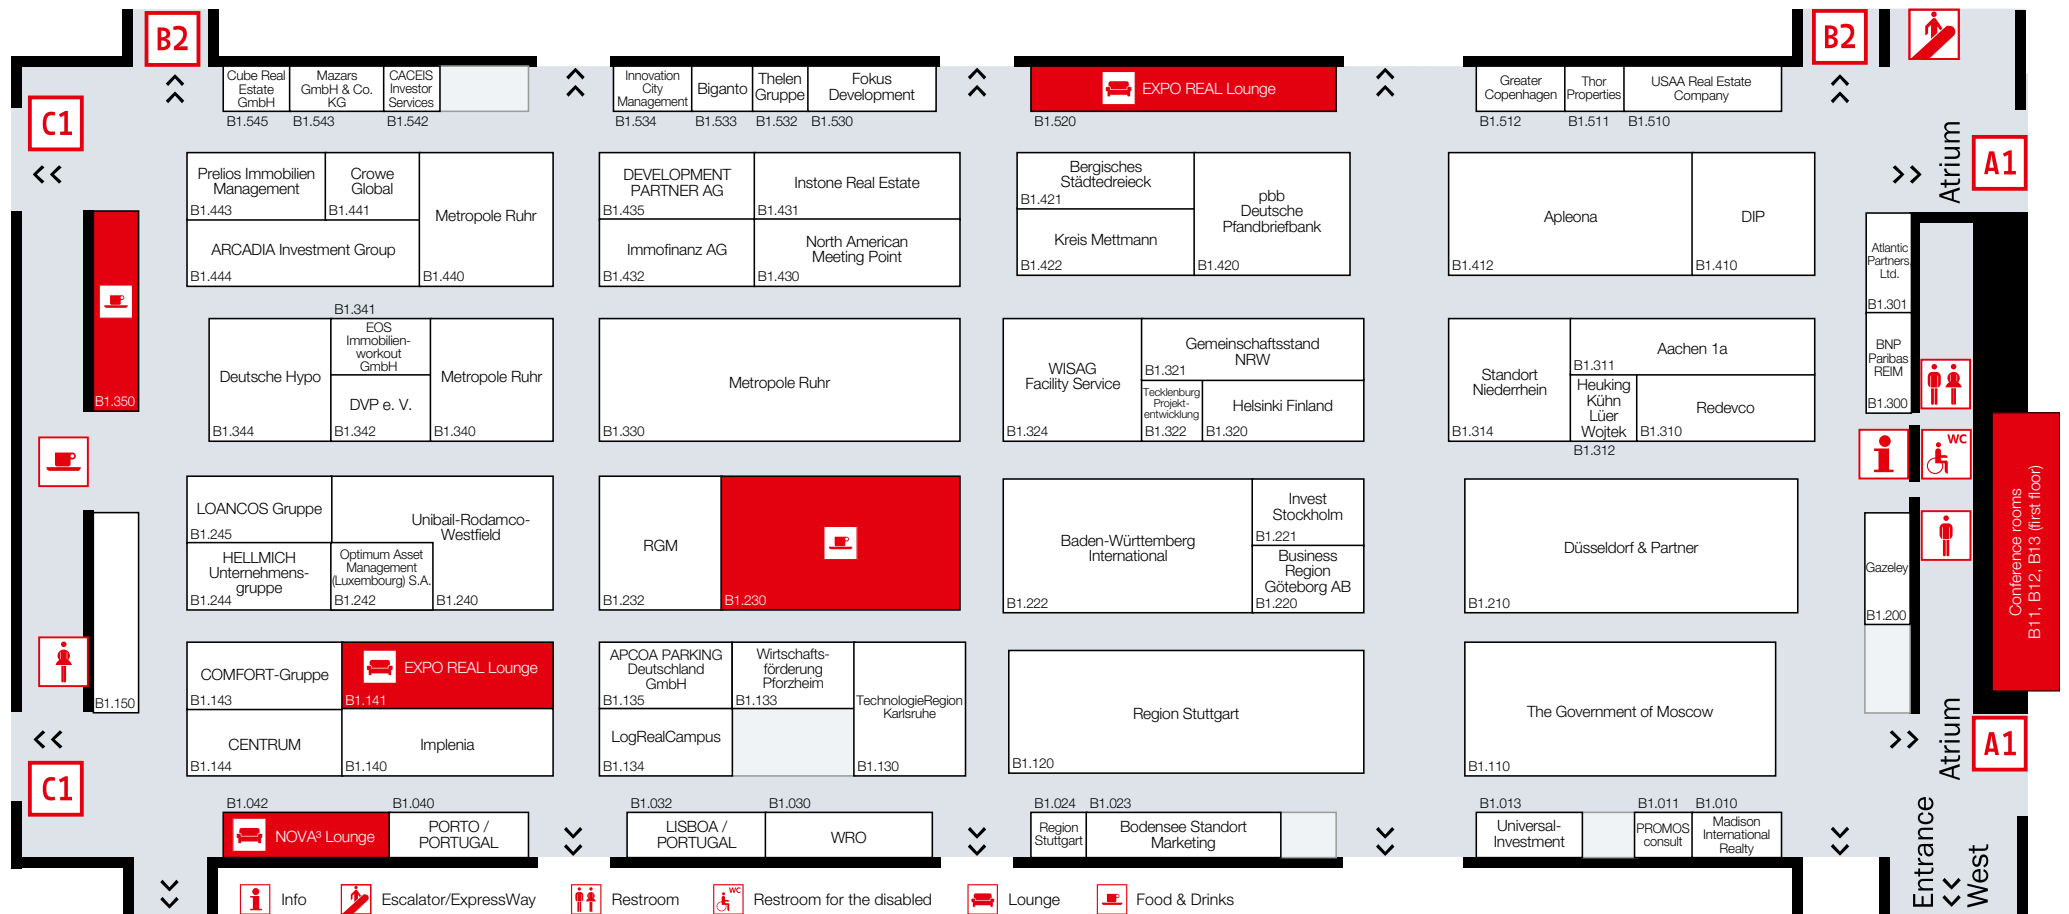 B2
B2
Cube Real
Estate
GmbH
Mazars
GmbH & Co.
KG
CACEIS
Investor
Services
B1.545
B1.543
B1.542
Innovation
City
Management
Biganto
Thelen
Gruppe
Fokus
Development
B1.534
B1.533
B1.532
B1.530
EXPO REAL Lounge
B1.520
Greater
Copenhagen
Thor
Properties
USAA Real Estate
Company
B1.512
B1.511
B1.510
C1
Atrium
A1
Prelios Immobilien
Management
B1.443
Crowe
Global
B1.441
Metropole Ruhr
B1.440
ARCADIA Investment Group
B1.444
DEVELOPMENT
PARTNER AG
B1.435
Instone Real Estate
B1.431
Immofinanz AG
B1.432
North American
Meeting Point
B1.430
Bergisches
Städtedreieck
B1.421
Kreis Mettmann
B1.422
pbb
Deutsche
Pfandbriefbank
B1.420
Apleona
B1.412
DIP
B1.410
Atlantic
Partners,
Ltd.
B1.301
BNP
Paribas
REIM
B1.300
B1.350
B1.341
Deutsche Hypo
B1.344
EOS
Immobilien-
workout
GmbH
DVP e. V.
B1.342
Metropole Ruhr
B1.340
Metropole Ruhr
B1.330
WISAG
Facility Service
B1.324
Gemeinschaftsstand
NRW
B1.321
Tecklenburg
Projekt-
entwicklung
B1.322
Helsinki Finland
B1.320
Standort
Niederrhein
B1.314
Aachen 1a
B1.311
Heuking
Kühn
Lüer
Wojtek
B1.312
Redevco
B1.310
WC
Conference rooms
B11, B12, B13 (first floor)
LOANCOS Gruppe
B1.245
Unibail-Rodamco-
Westfield
B1.240
HELLMICH
Unternehmens-
gruppe
B1.244
Optimum Asset
Management
(Luxembourg) S.A.
B1.242
RGM
B1.232
B1.230
Baden-Württemberg
International
B1.222
Invest
Stockholm
B1.221
Business
Region
Göteborg AB
B1.220
Düsseldorf & Partner
B1.210
Gazeley
B1.200
B1.150
COMFORT-Gruppe
B1.143
EXPO REAL Lounge
B1.141
CENTRUM
B1.144
Implenia
B1.140
APCOA PARKING
Deutschland
GmbH
B1.135
Wirtschafts-
förderung
Pforzheim
B1.133
TechnologieRegion
Karlsruhe
B1.130
LogRealCampus
B1.134
Region Stuttgart
B1.120
The Government of Moscow
B1.110
Atrium
A1
C1
B1.042
NOVA³ Lounge
B1.040
PORTO /
PORTUGAL
B1.032
LISBOA /
PORTUGAL
B1.030
WRO
B1.024
Region
Stuttgart
B1.023
Bodensee Standort
Marketing
B1.013
Universal-
Investment
B1.011
PROMOS
consult
B1.010
Madison
International
Realty
Entrance
West
Info
Escalator/ExpressWay
Restroom
WC
Restroom for the disabled
Lounge
Food & Drinks